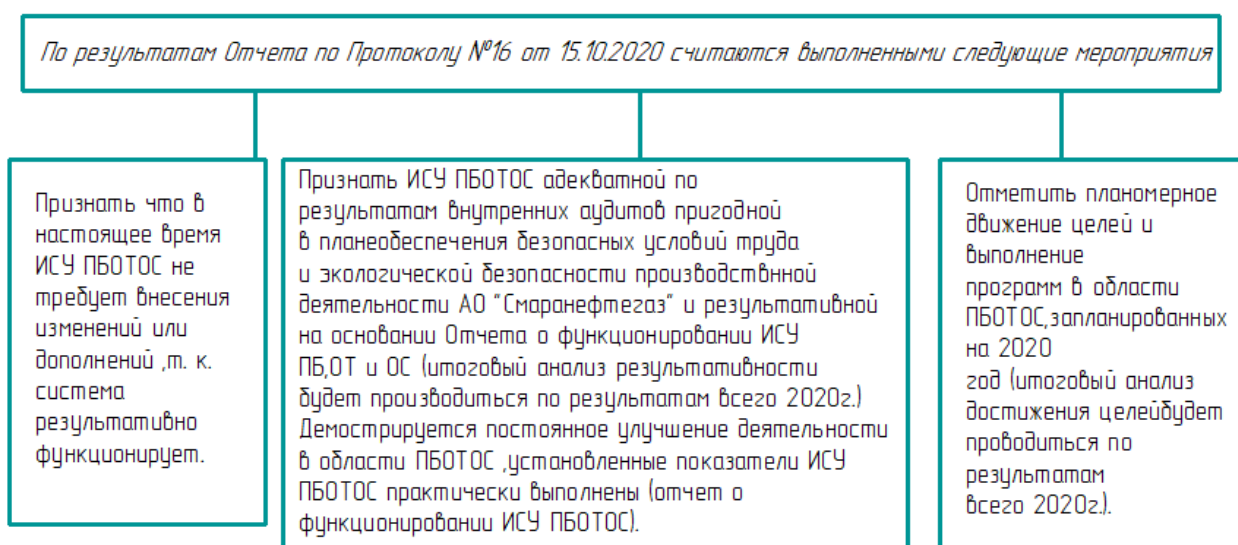 По результатам Отчета по Протоколу №16 от 15.10.2020 считаются выполненными следующие мероприятия
Признать что в
настоящее время
ИСУ ПБОТОС не
требует внесения
изменений или
дополнений ,т. к.
система
результативно
функционирует.
Признать ИСУ ПБОТОС адекватной по
результатам внутренних аудитов пригодной
в планеобеспечения безопасных условий труда
и экологической безопасности производствнной
деятельности АО "Смаранефтегаз" и результативной
на основании Отчета о функционировании ИСУ
ПБ,ОТ и ОС (итоговый анализ результативности
будет производиться по результатам всего 2020г.)
Демострируется постоянное улучшение деятельности
в области ПБОТОС ,установленные показатели ИСУ
ПБОТОС практически выполнены (отчет о
функционировании ИСУ ПБОТОС).
Отметить планомерное
движение целей и
выполнение
программ в области
ПБОТОС,запланированных
на 2020
год (итоговый анализ
достижения целейбудет
проводиться по
результатам
всего 2020г.).